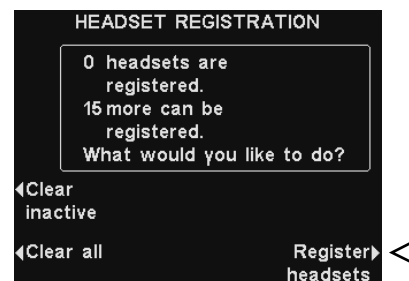 HEADSET REGISTRATION
0 headsets are
registered.
15 more can be
registered.
What would you like to do?
Clear
inactive
Clear all
Register
headsets